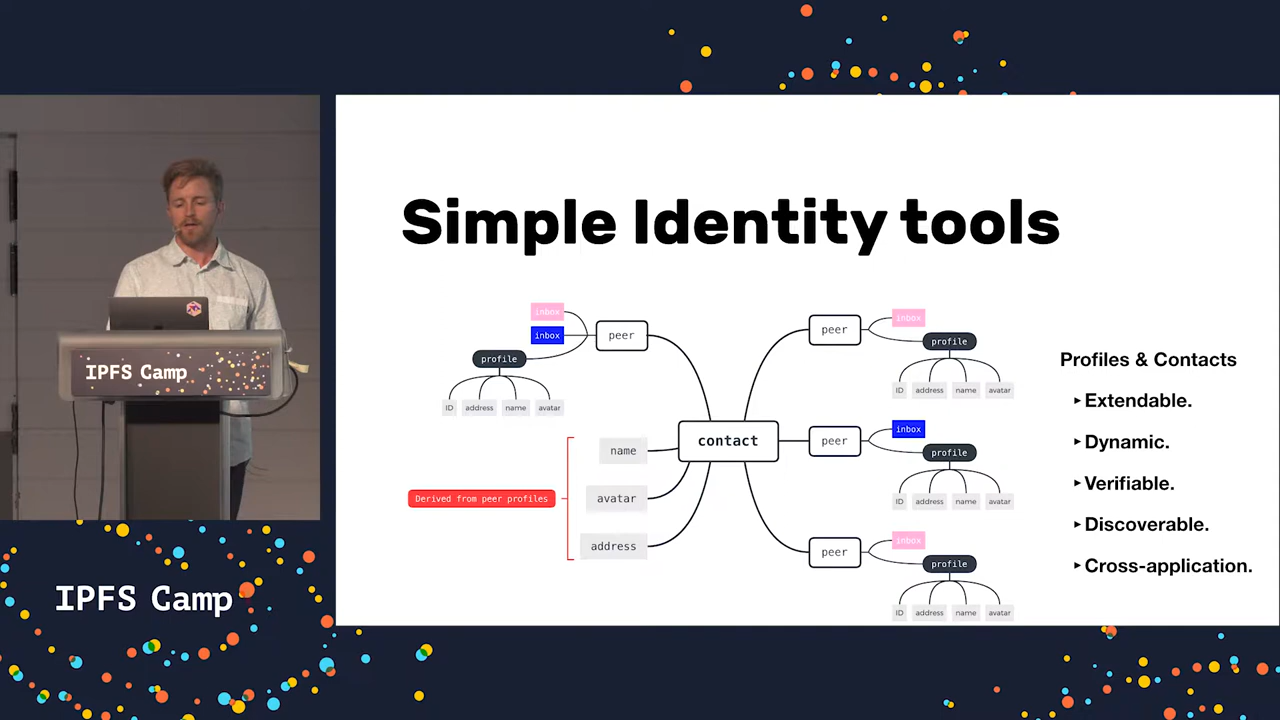 Simple Identity tools
inbox
inbox
peer
profile
ID address name avatar
contact
name
avatar
address
Derived from peer profiles
peer
inbox
profile
ID address name avatar
peer
inbox
profile
ID address name avatar
peer
inbox
profile
ID address name avatar
Profiles & Contacts
‣Extendable.
‣Dynamic.
‣Verifiable.
‣Discoverable.
‣Cross-application.
IPFS Camp
IPFS Camp